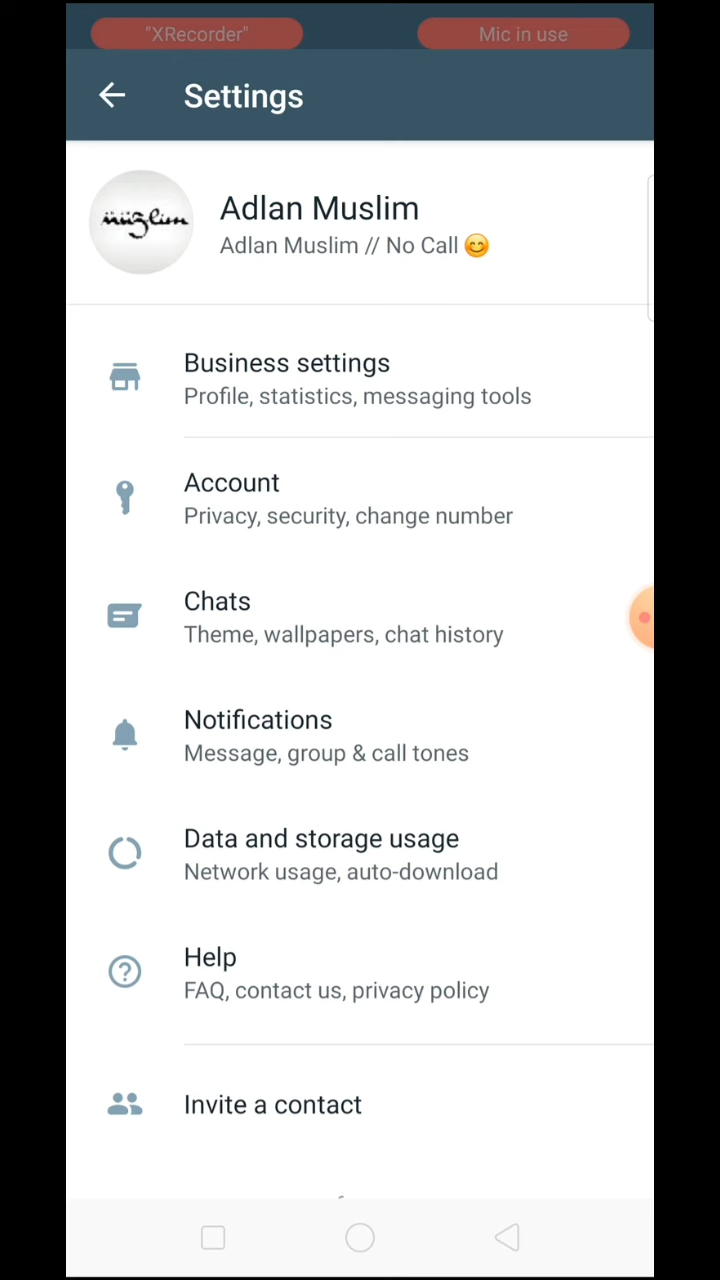 "XRecorder"
Mic in use
Settings
müzlim
Adlan Muslim
Adlan Muslim // No Call 😊
Business settings
Profile, statistics, messaging tools
Account
Privacy, security, change number
Chats
Theme, wallpapers, chat history
Notifications
Message, group & call tones
Data and storage usage
Network usage, auto-download
Help
FAQ, contact us, privacy policy
Invite a contact